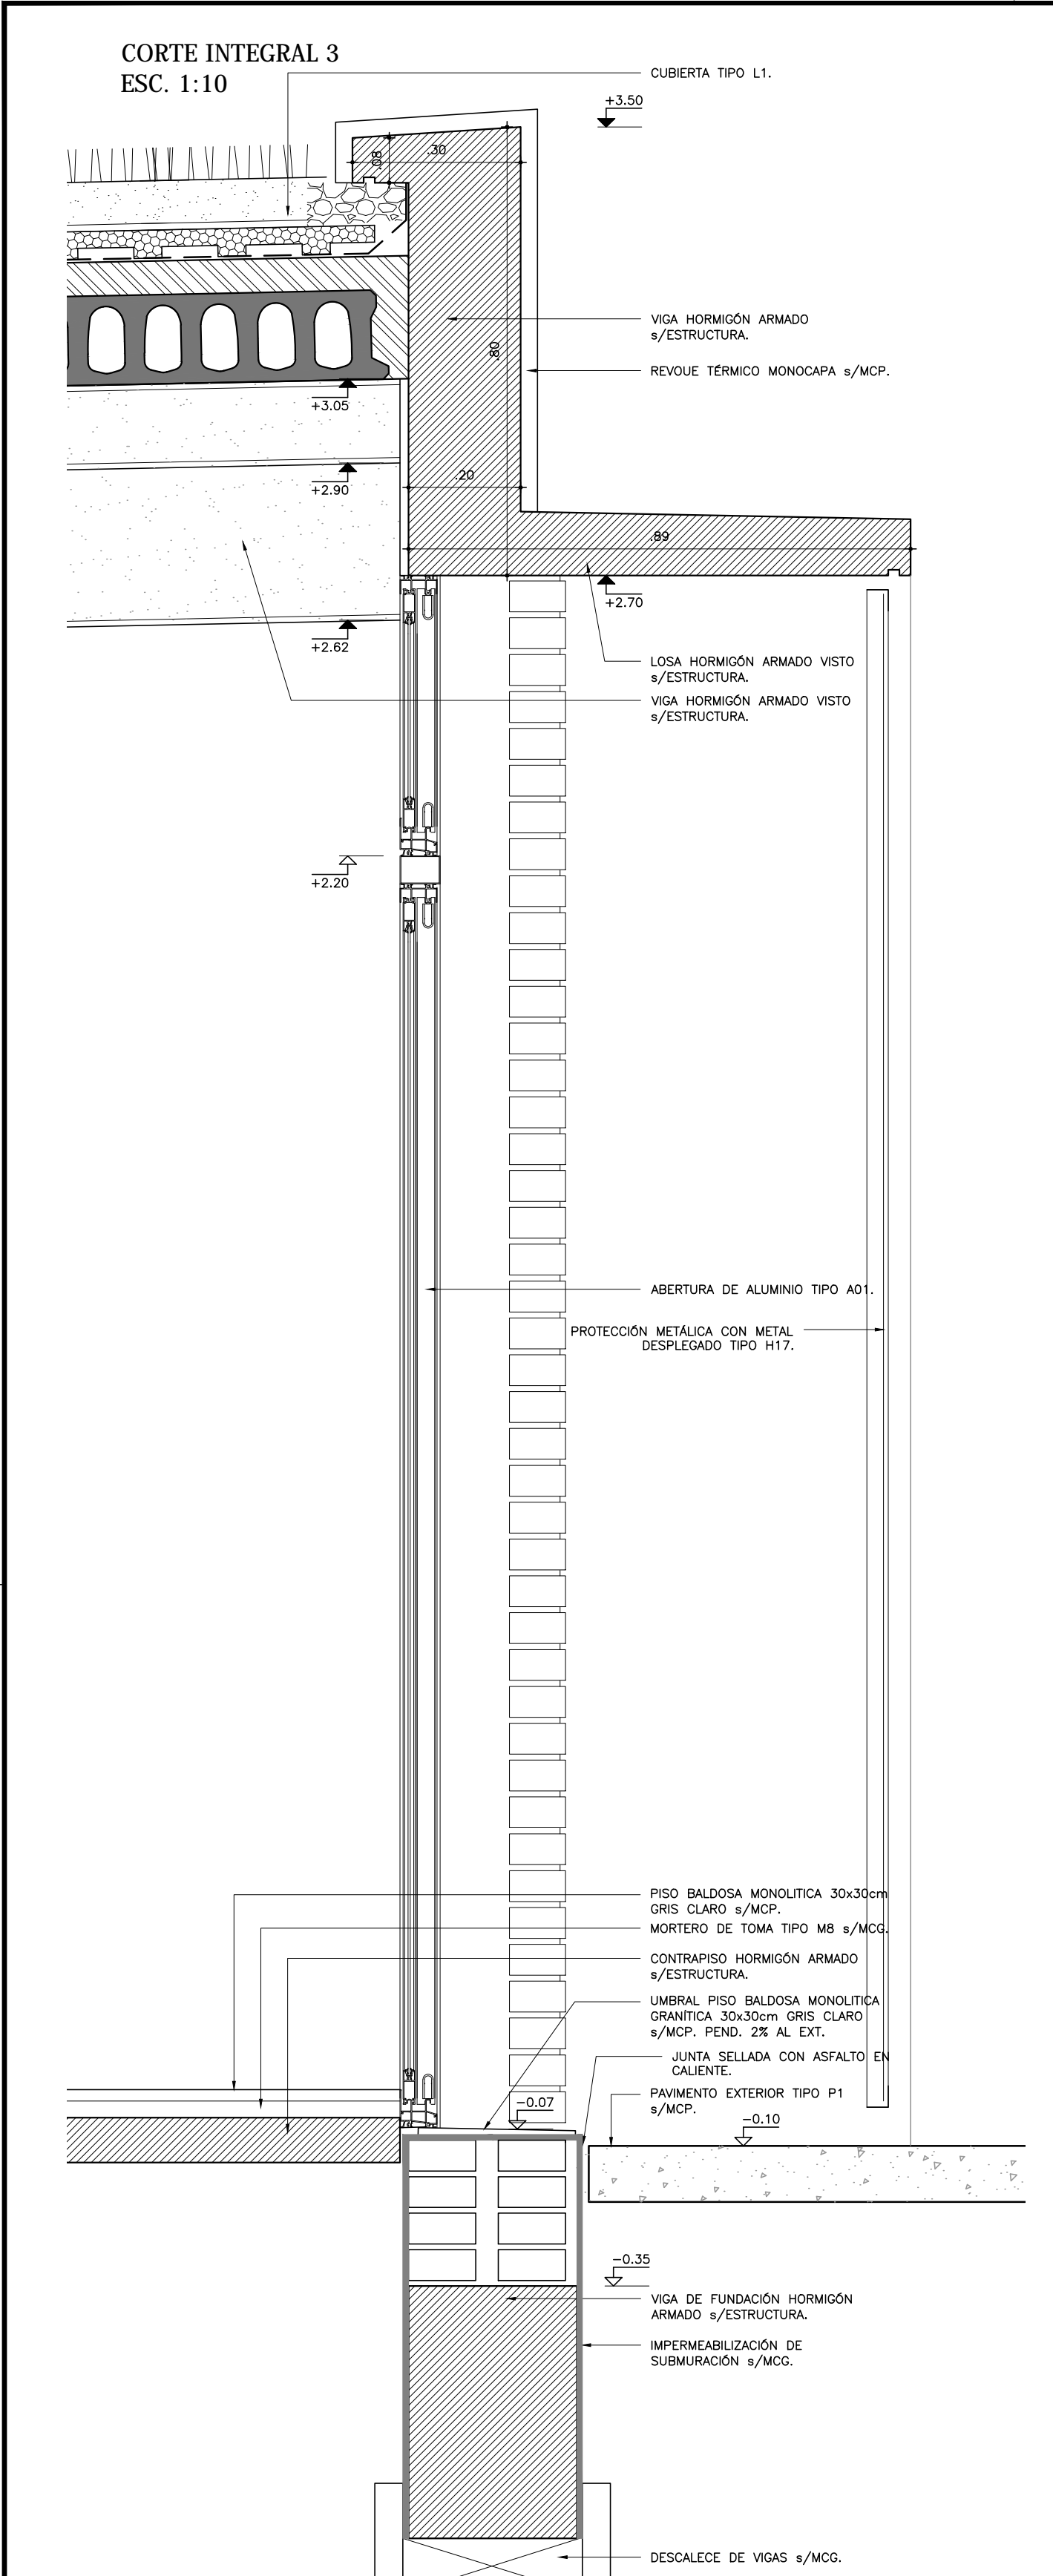 CORTE INTEGRAL 3
ESC. 1:10
CUBIERTA TIPO L1.
+3.50
.08
.30
VIGA HORMIGÓN ARMADO
s/ESTRUCTURA.
.80
REVOUE TÉRMICO MONOCAPA s/MCP.
+3.05
.20
+2.90
.89
+2.70
+2.62
LOSA HORMIGÓN ARMADO VISTO
s/ESTRUCTURA.
VIGA HORMIGÓN ARMADO VISTO
s/ESTRUCTURA.
+2.20
ABERTURA DE ALUMINIO TIPO A01.
PROTECCIÓN METÁLICA CON METAL
DESPLEGADO TIPO H17.
PISO BALDOSA MONOLITICA 30x30cm
GRIS CLARO s/MCP.
MORTERO DE TOMA TIPO M8 s/MCG.
CONTRAPISO HORMIGÓN ARMADO
s/ESTRUCTURA.
UMBRAL PISO BALDOSA MONOLITICA
GRANÍTICA 30x30cm GRIS CLARO
s/MCP. PEND. 2% AL EXT.
JUNTA SELLADA CON ASFALTO EN
CALIENTE.
PAVIMENTO EXTERIOR TIPO P1
s/MCP.
-0.07
-0.10
-0.35
VIGA DE FUNDACIÓN HORMIGÓN
ARMADO s/ESTRUCTURA.
IMPERMEABILIZACIÓN DE
SUBMURACIÓN s/MCG.
DESCALECE DE VIGAS s/MCG.